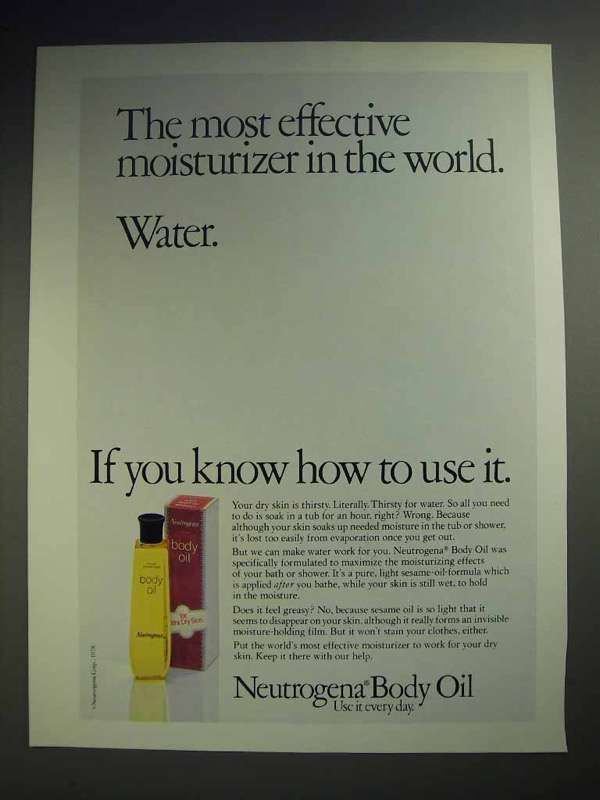 The most effective
moisturizer in the world.
Water.
If you know how to use it.
Your dry skin is thirsty. Literally. Thirsty for water. So all you need
to do is soak in a tub for an hour, right? Wrong. Because
although your skin soaks up needed moisture in the tub or shower,
it's lost too easily from evaporation once you get out.
But we can make water work for you. Neutrogena® Body Oil was
specifically formulated to maximize the moisturizing effects
of your bath or shower. It's a pure, light sesame-oil formula which
is applied after you bathe, while your skin is still wet, to hold
in the moisture.
Does it feel greasy? No, because sesame oil is so light that it
seems to disappear on your skin, although it really forms an invisible
moisture-holding film. But it won't stain your clothes, either.
Put the world's most effective moisturizer to work for your dry
skin. Keep it there with our help.
Neutrogena® Body Oil
Use it every day.
Neutrogena
body
oil
Dry Skin
body
oil
Neutrogena
©Neutrogena Corp.